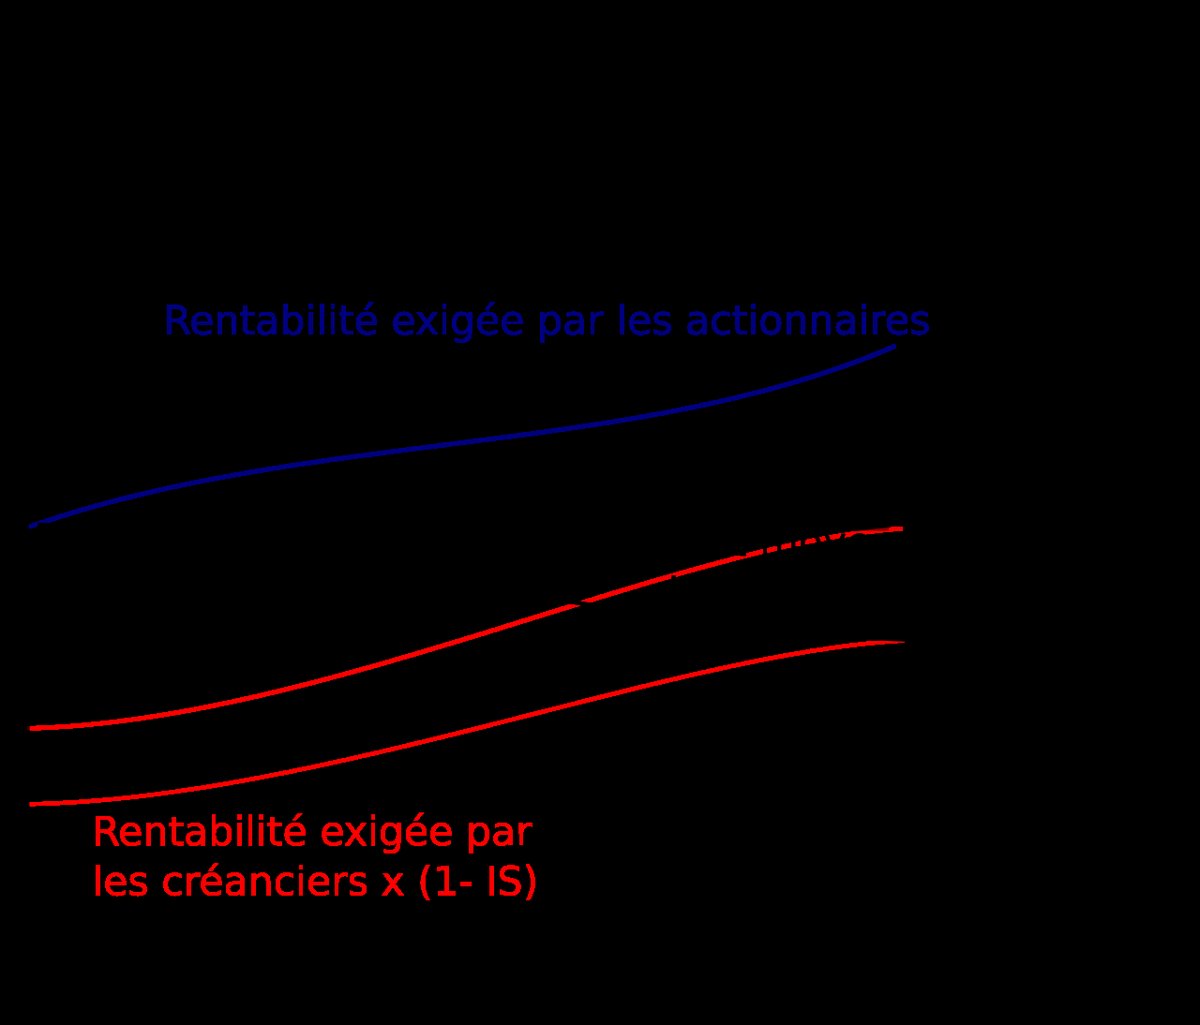 Rentabilité exigée par les actionnaires
Rentabilité exigée par
les créanciers x (1- IS)